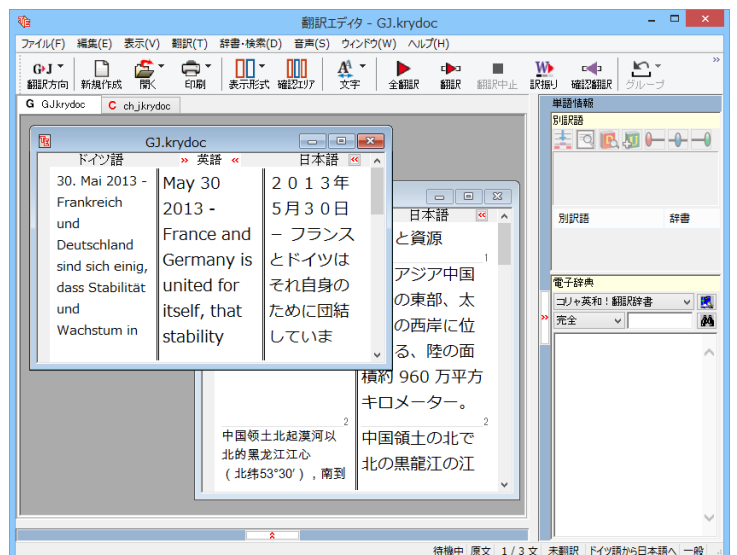 翻訳エディタ - GJ.krydoc
ファイル(F) 編集(E) 表示(V) 翻訳(T) 辞書・検索(D) 音声(S) ウィンドウ(W) ヘルプ(H)
G›J
翻訳方向 新規作成 開く 印刷 表示形式 確認エリア 文字 全翻訳 翻訳 翻訳中止 訳振り 確認翻訳 グループ
G GJ.krydoc C ch_j.krydoc
GJ.krydoc
ドイツ語 » 英語 « 日本語 «
30. Mai 2013 -
Frankreich
und
Deutschland
sind sich einig,
dass Stabilität
und
Wachstum in
May 30
2013 -
France and
Germany is
united for
itself, that
stability
２０１３年
５月３０日
− フランス
とドイツは
それ自身の
ために団結
していま
日本語 «
と資源
1
アジア中国
の東部、太
の西岸に位
る、陸の面
積約 960 万平方
キロメーター。
2
中国领土北起漠河以
北的黑龙江江心
（北纬53°30′）, 南到
2
中国領土の北で
北の黒龍江の江
単語情報
別訳語
別訳語 辞書
電子辞典
コリャ英和！翻訳辞書
完全
待機中 原文 1 / 3 文 未翻訳 ドイツ語から日本語へ 一般